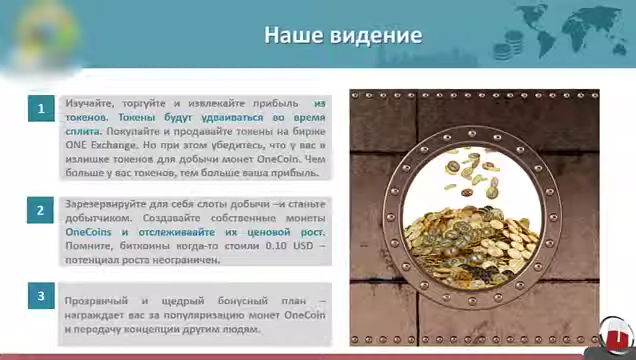 Наше видение
1
Изучайте, торгуйте и извлекайте прибыль из
токенов. Токены будут удваиваться во время
сплита. Покупайте и продавайте токены на бирже
ONE Exchange. Но при этом убедитесь, что у вас в
излишке токенов для добычи монет OneCoin. Чем
больше у вас токенов, тем больше ваша прибыль.
2
Зарезервируйте для себя слоты добычи –и станьте
добытчиком. Создавайте собственные монеты
OneCoins и отслеживайте их ценовой рост.
Помните, биткоины когда-то стоили 0.10 USD –
потенциал роста неограничен.
3
Прозрачный и щедрый бонусный план –
награждает вас за популяризацию монет OneCoin
и передачу концепции другим людям.